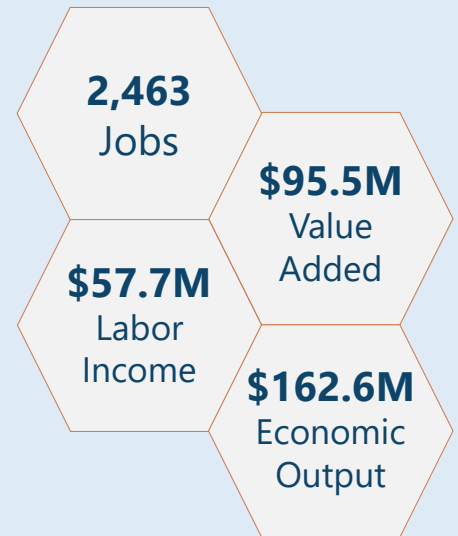 2,463
Jobs
$95.5M
Value
Added
$57.7M
Labor
Income
$162.6M
Economic
Output